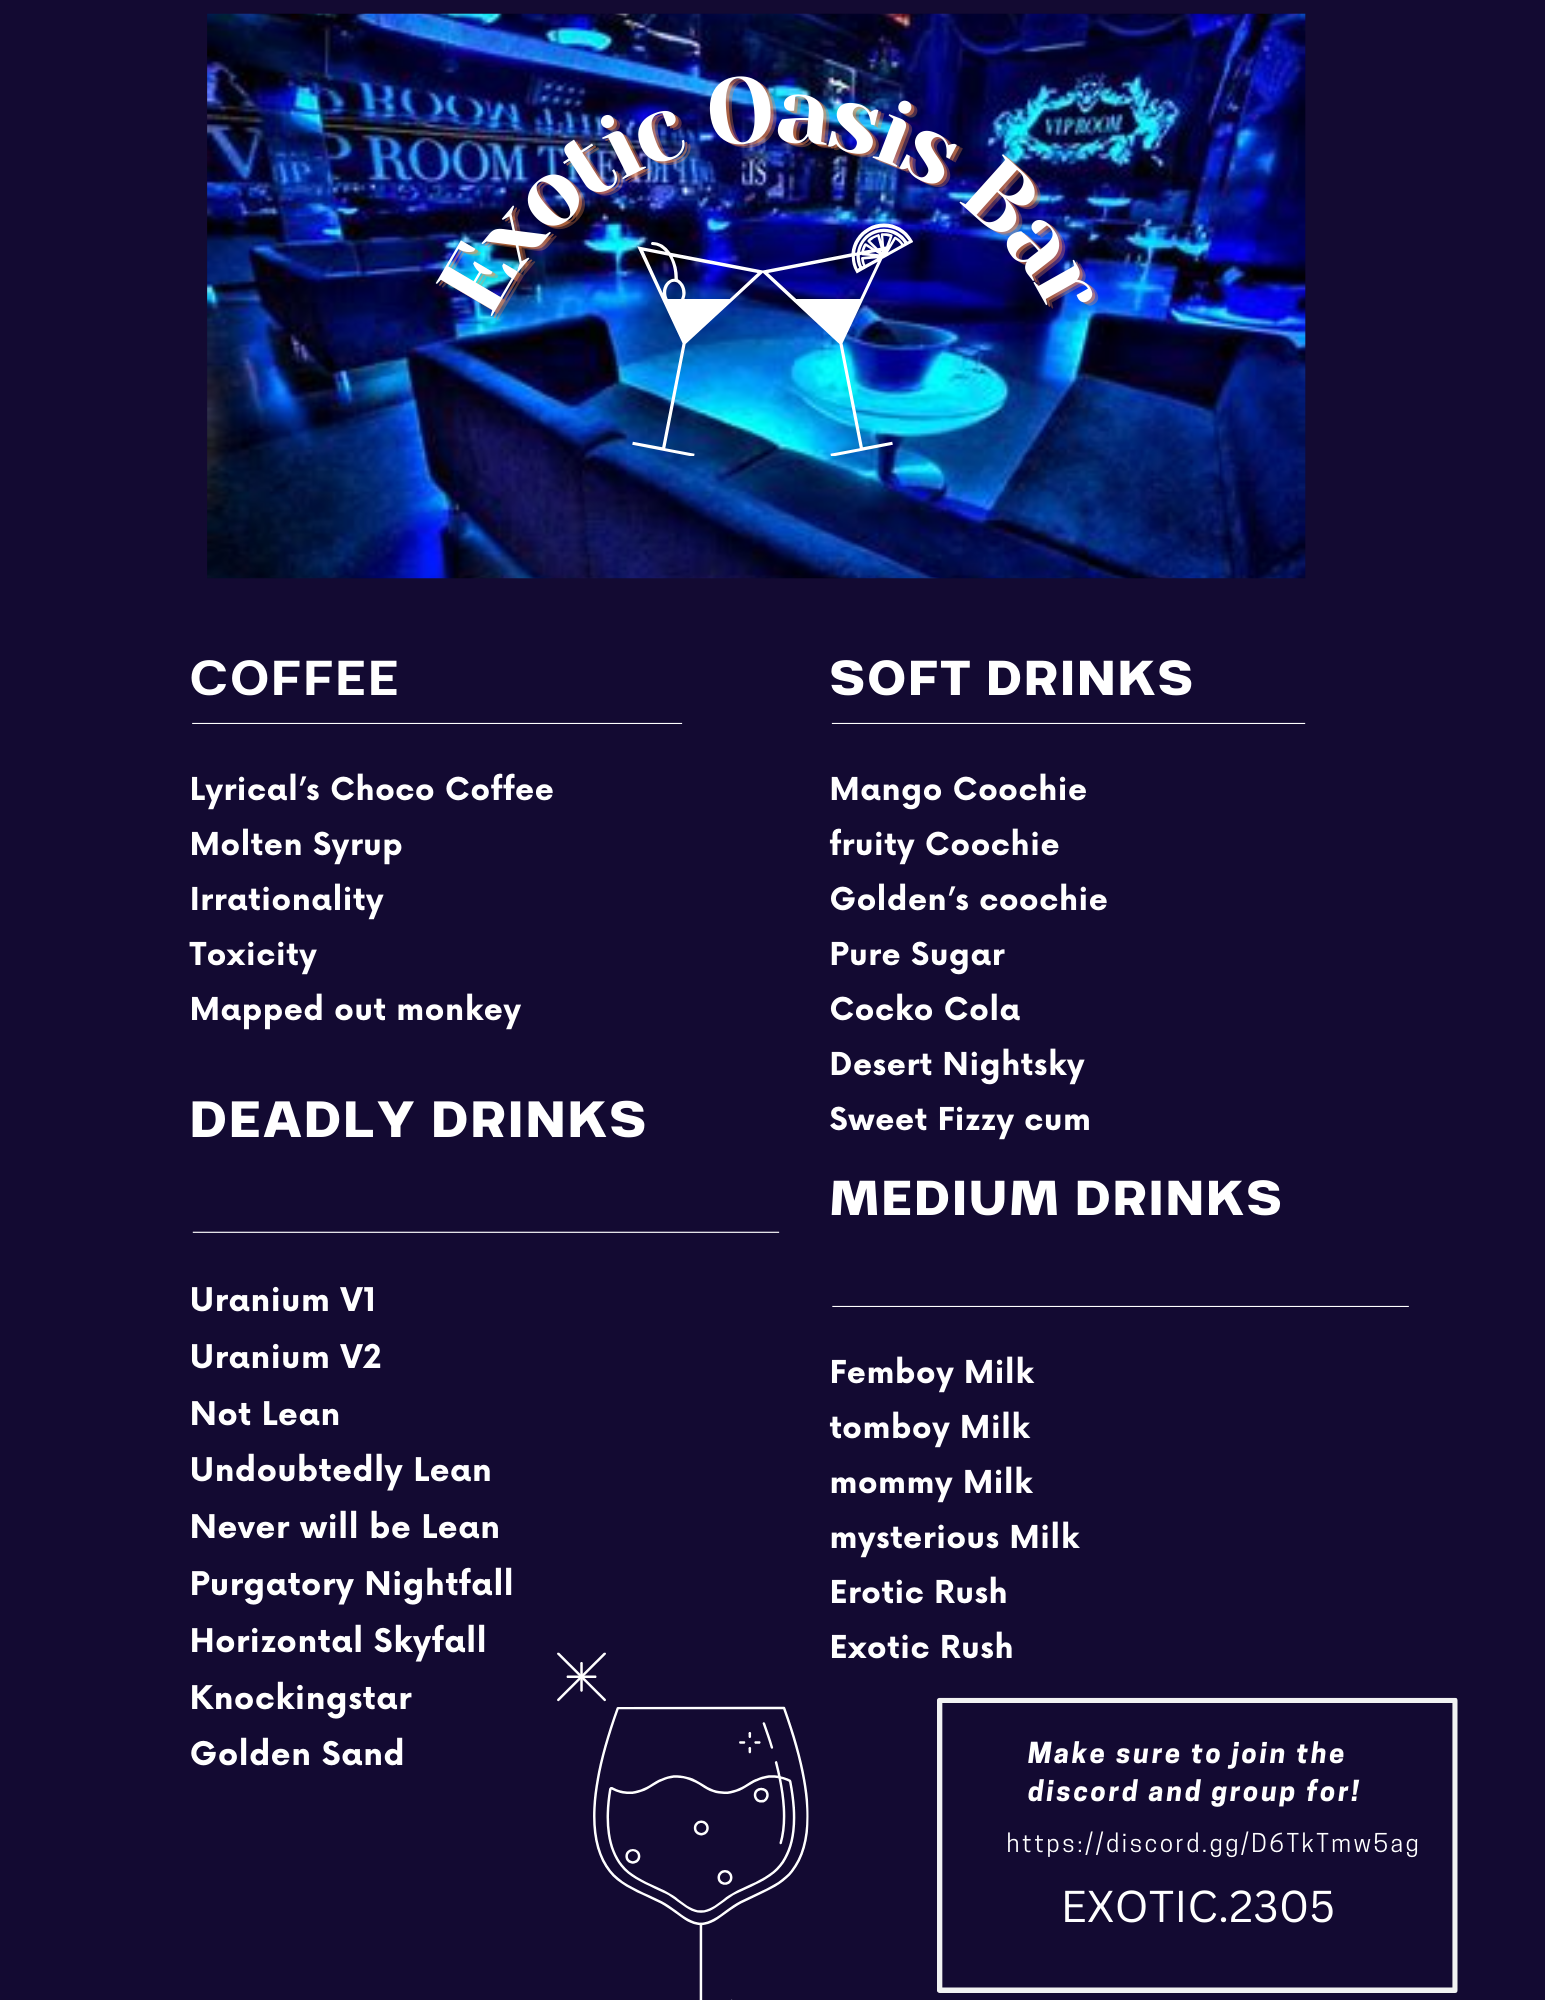 Exotic Oasis Bar
VIP ROOM
VIP ROOM
COFFEE
Lyrical’s Choco Coffee
Molten Syrup
Irrationality
Toxicity
Mapped out monkey
DEADLY DRINKS
Uranium V1
Uranium V2
Not Lean
Undoubtedly Lean
Never will be Lean
Purgatory Nightfall
Horizontal Skyfall
Knockingstar
Golden Sand
SOFT DRINKS
Mango Coochie
fruity Coochie
Golden’s coochie
Pure Sugar
Cocko Cola
Desert Nightsky
Sweet Fizzy cum
MEDIUM DRINKS
Femboy Milk
tomboy Milk
mommy Milk
mysterious Milk
Erotic Rush
Exotic Rush
Make sure to join the
discord and group for!
https://discord.gg/D6TkTmw5ag
EXOTIC.2305